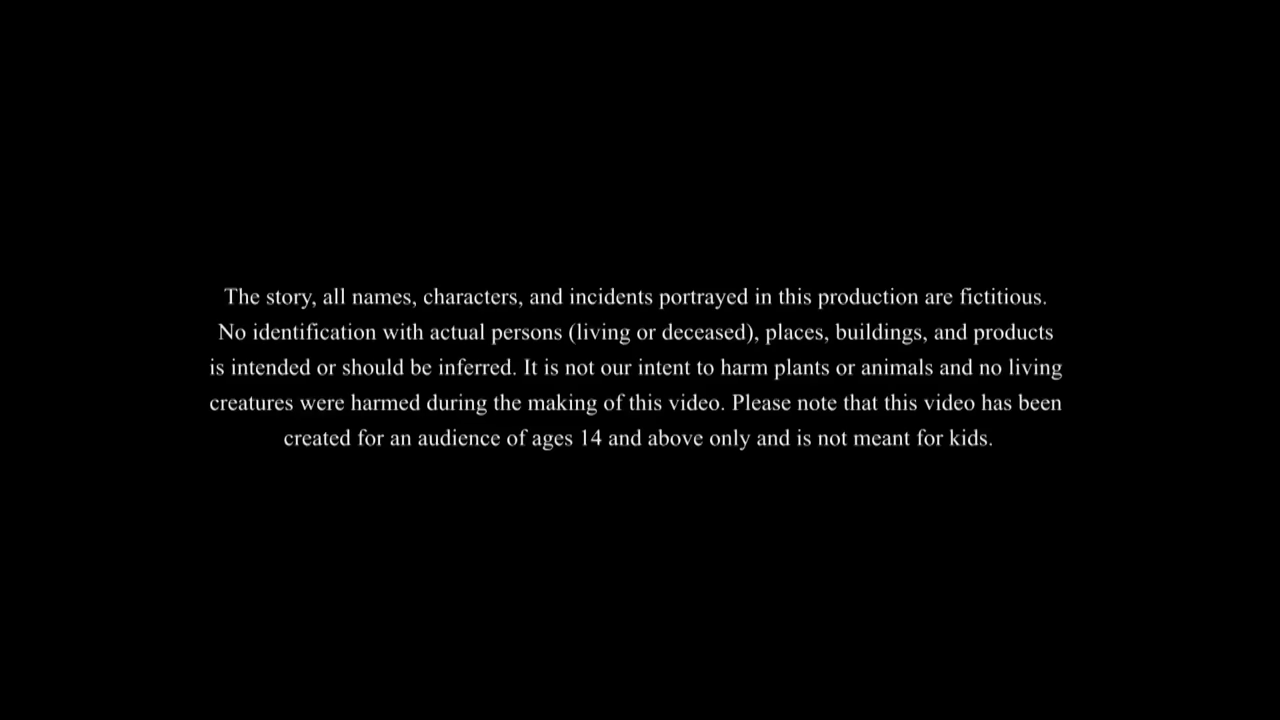 The story, all names, characters, and incidents portrayed in this production are fictitious.
No identification with actual persons (living or deceased), places, buildings, and products
is intended or should be inferred. It is not our intent to harm plants or animals and no living
creatures were harmed during the making of this video. Please note that this video has been
created for an audience of ages 14 and above only and is not meant for kids.